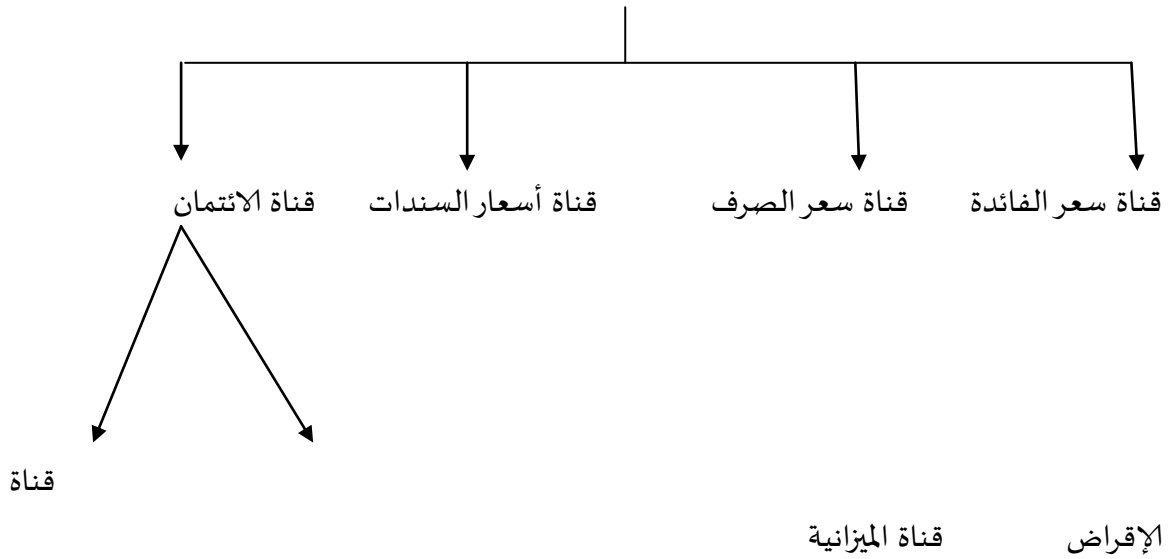 قناة سعر الفائدة قناة سعر الصرف قناة أسعار السندات قناة الائتمان
قناة
الإقراض قناة الميزانية